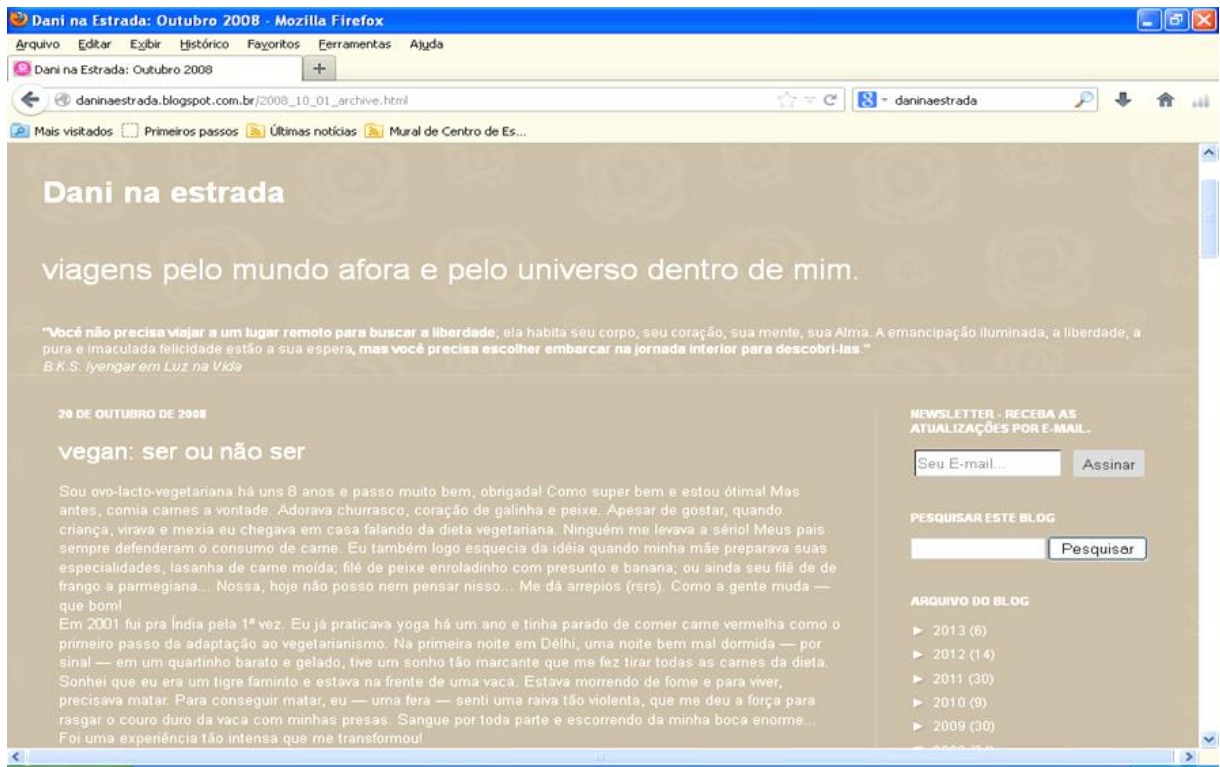 Dani na Estrada: Outubro 2008 - Mozilla Firefox
Arquivo Editar Exibir Histórico Favoritos Ferramentas Ajuda
Dani na Estrada: Outubro 2008 +
daninaestrada.blogspot.com.br/2008_10_01_archive.html daninaestrada
Mais visitados Primeiros passos Últimas notícias Mural de Centro de Es...
Dani na estrada
viagens pelo mundo afora e pelo universo dentro de mim.
"Você não precisa viajar a um lugar remoto para buscar a liberdade; ela habita seu corpo, seu coração, sua mente, sua Alma. A emancipação iluminada, a liberdade, a
pura e imaculada felicidade estão a sua espera, mas você precisa escolher embarcar na jornada interior para descobri-las."
B.K.S. Iyengar em Luz na Vida
20 DE OUTUBRO DE 2008
vegan: ser ou não ser
Sou ovo-lacto-vegetariana há uns 8 anos e passo muito bem, obrigada! Como super bem e estou ótima! Mas
antes, comia carnes a vontade. Adorava churrasco, coração de galinha e peixe. Apesar de gostar, quando
criança, virava e mexia eu chegava em casa falando da dieta vegetariana. Ninguém me levava a sério! Meus pais
sempre defenderam o consumo de carne. Eu também logo esquecia da idéia quando minha mãe preparava suas
especialidades, lasanha de carne moída; filé de peixe enroladinho com presunto e banana; ou ainda seu filé de de
frango a parmegiana... Nossa, hoje não posso nem pensar nisso... Me dá arrepios (rsrs). Como a gente muda —
que bom!
Em 2001 fui pra Índia pela 1ª vez. Eu já praticava yoga há um ano e tinha parado de comer carne vermelha como o
primeiro passo da adaptação ao vegetarianismo. Na primeira noite em Délhi, uma noite bem mal dormida — por
sinal — em um quartinho barato e gelado, tive um sonho tão marcante que me fez tirar todas as carnes da dieta.
Sonhei que eu era um tigre faminto e estava na frente de uma vaca. Estava morrendo de fome e para viver,
precisava matar. Para conseguir matar, eu — uma fera — senti uma raiva tão violenta, que me deu a força para
rasgar o couro duro da vaca com minhas presas. Sangue por toda parte e escorrendo da minha boca enorme...
Foi uma experiência tão intensa que me transformou!
NEWSLETTER - RECEBA AS
ATUALIZAÇÕES POR E-MAIL.
Seu E-mail... Assinar
PESQUISAR ESTE BLOG
Pesquisar
ARQUIVO DO BLOG
► 2013 (6)
► 2012 (14)
► 2011 (30)
► 2010 (9)
► 2009 (30)